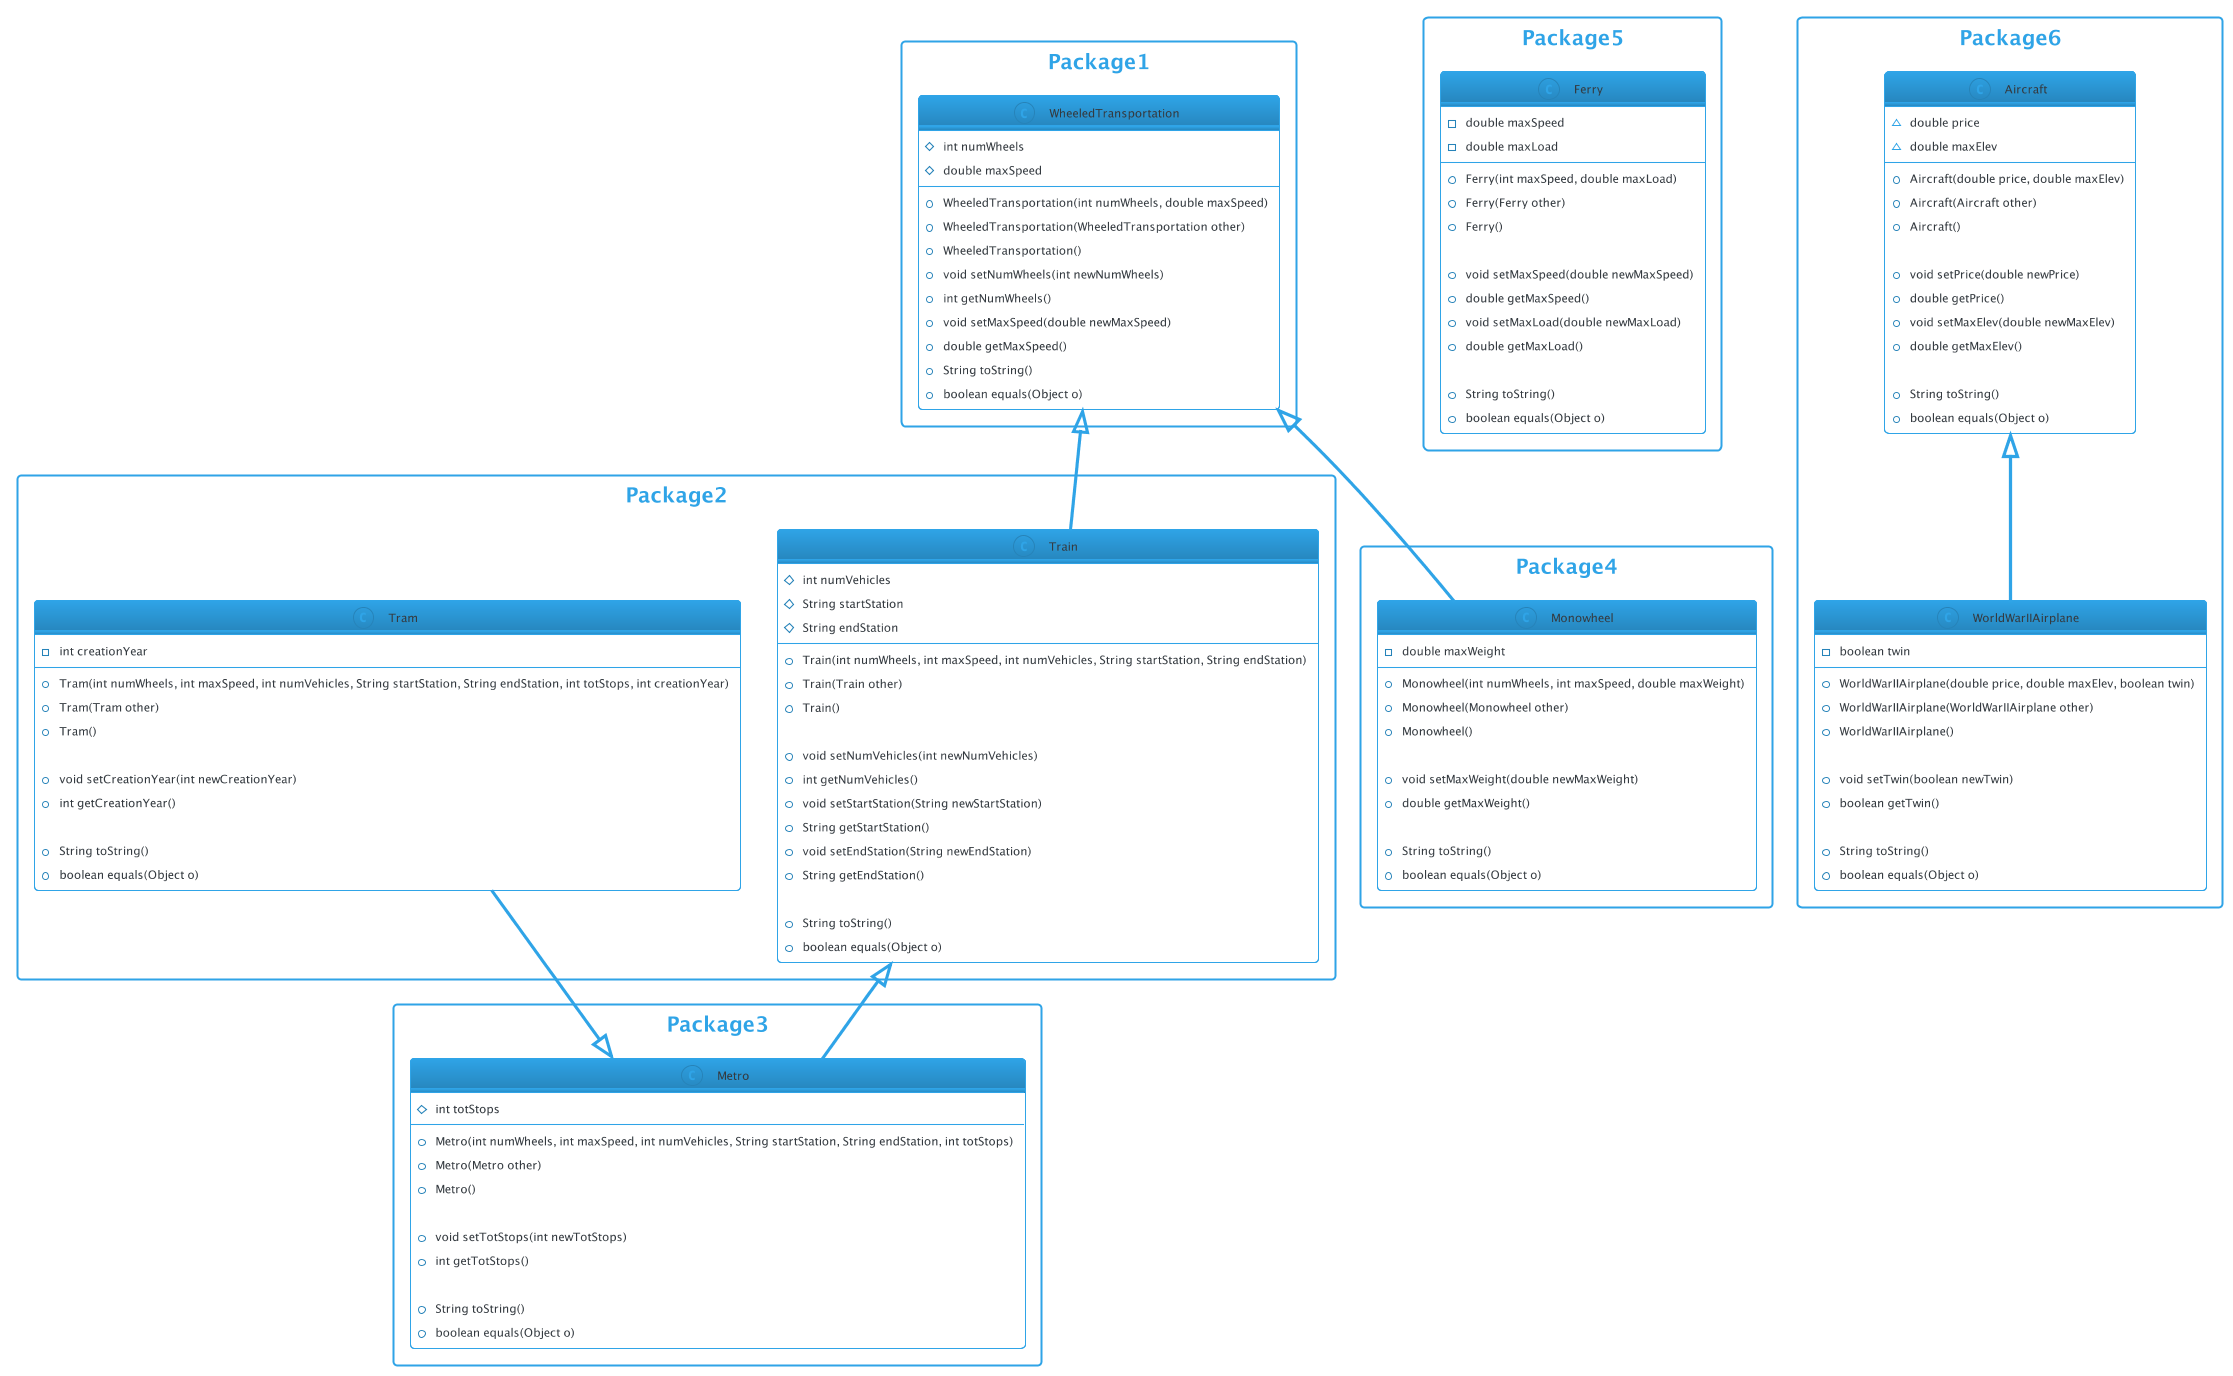 Package1
C WheeledTransportation
int numWheels
double maxSpeed
WheeledTransportation(int numWheels, double maxSpeed)
WheeledTransportation(WheeledTransportation other)
WheeledTransportation()
void setNumWheels(int newNumWheels)
int getNumWheels()
void setMaxSpeed(double newMaxSpeed)
double getMaxSpeed()
String toString()
boolean equals(Object o)
Package5
C Ferry
double maxSpeed
double maxLoad
Ferry(int maxSpeed, double maxLoad)
Ferry(Ferry other)
Ferry()
void setMaxSpeed(double newMaxSpeed)
double getMaxSpeed()
void setMaxLoad(double newMaxLoad)
double getMaxLoad()
String toString()
boolean equals(Object o)
Package6
C Aircraft
double price
double maxElev
Aircraft(double price, double maxElev)
Aircraft(Aircraft other)
Aircraft()
void setPrice(double newPrice)
double getPrice()
void setMaxElev(double newMaxElev)
double getMaxElev()
String toString()
boolean equals(Object o)
C WorldWarIIAirplane
boolean twin
WorldWarIIAirplane(double price, double maxElev, boolean twin)
WorldWarIIAirplane(WorldWarIIAirplane other)
WorldWarIIAirplane()
void setTwin(boolean newTwin)
boolean getTwin()
String toString()
boolean equals(Object o)
Package2
C Tram
int creationYear
Tram(int numWheels, int maxSpeed, int numVehicles, String startStation, String endStation, int totStops, int creationYear)
Tram(Tram other)
Tram()
void setCreationYear(int newCreationYear)
int getCreationYear()
String toString()
boolean equals(Object o)
C Train
int numVehicles
String startStation
String endStation
Train(int numWheels, int maxSpeed, int numVehicles, String startStation, String endStation)
Train(Train other)
Train()
void setNumVehicles(int newNumVehicles)
int getNumVehicles()
void setStartStation(String newStartStation)
String getStartStation()
void setEndStation(String newEndStation)
String getEndStation()
String toString()
boolean equals(Object o)
Package4
C Monowheel
double maxWeight
Monowheel(int numWheels, int maxSpeed, double maxWeight)
Monowheel(Monowheel other)
Monowheel()
void setMaxWeight(double newMaxWeight)
double getMaxWeight()
String toString()
boolean equals(Object o)
Package3
C Metro
int totStops
Metro(int numWheels, int maxSpeed, int numVehicles, String startStation, String endStation, int totStops)
Metro(Metro other)
Metro()
void setTotStops(int newTotStops)
int getTotStops()
String toString()
boolean equals(Object o)